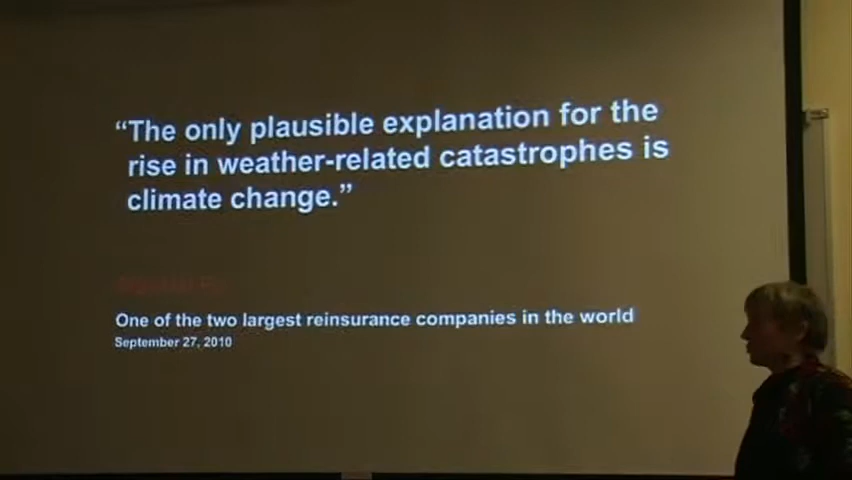 “The only plausible explanation for the
rise in weather-related catastrophes is
climate change.”
One of the two largest reinsurance companies in the world
September 27, 2010